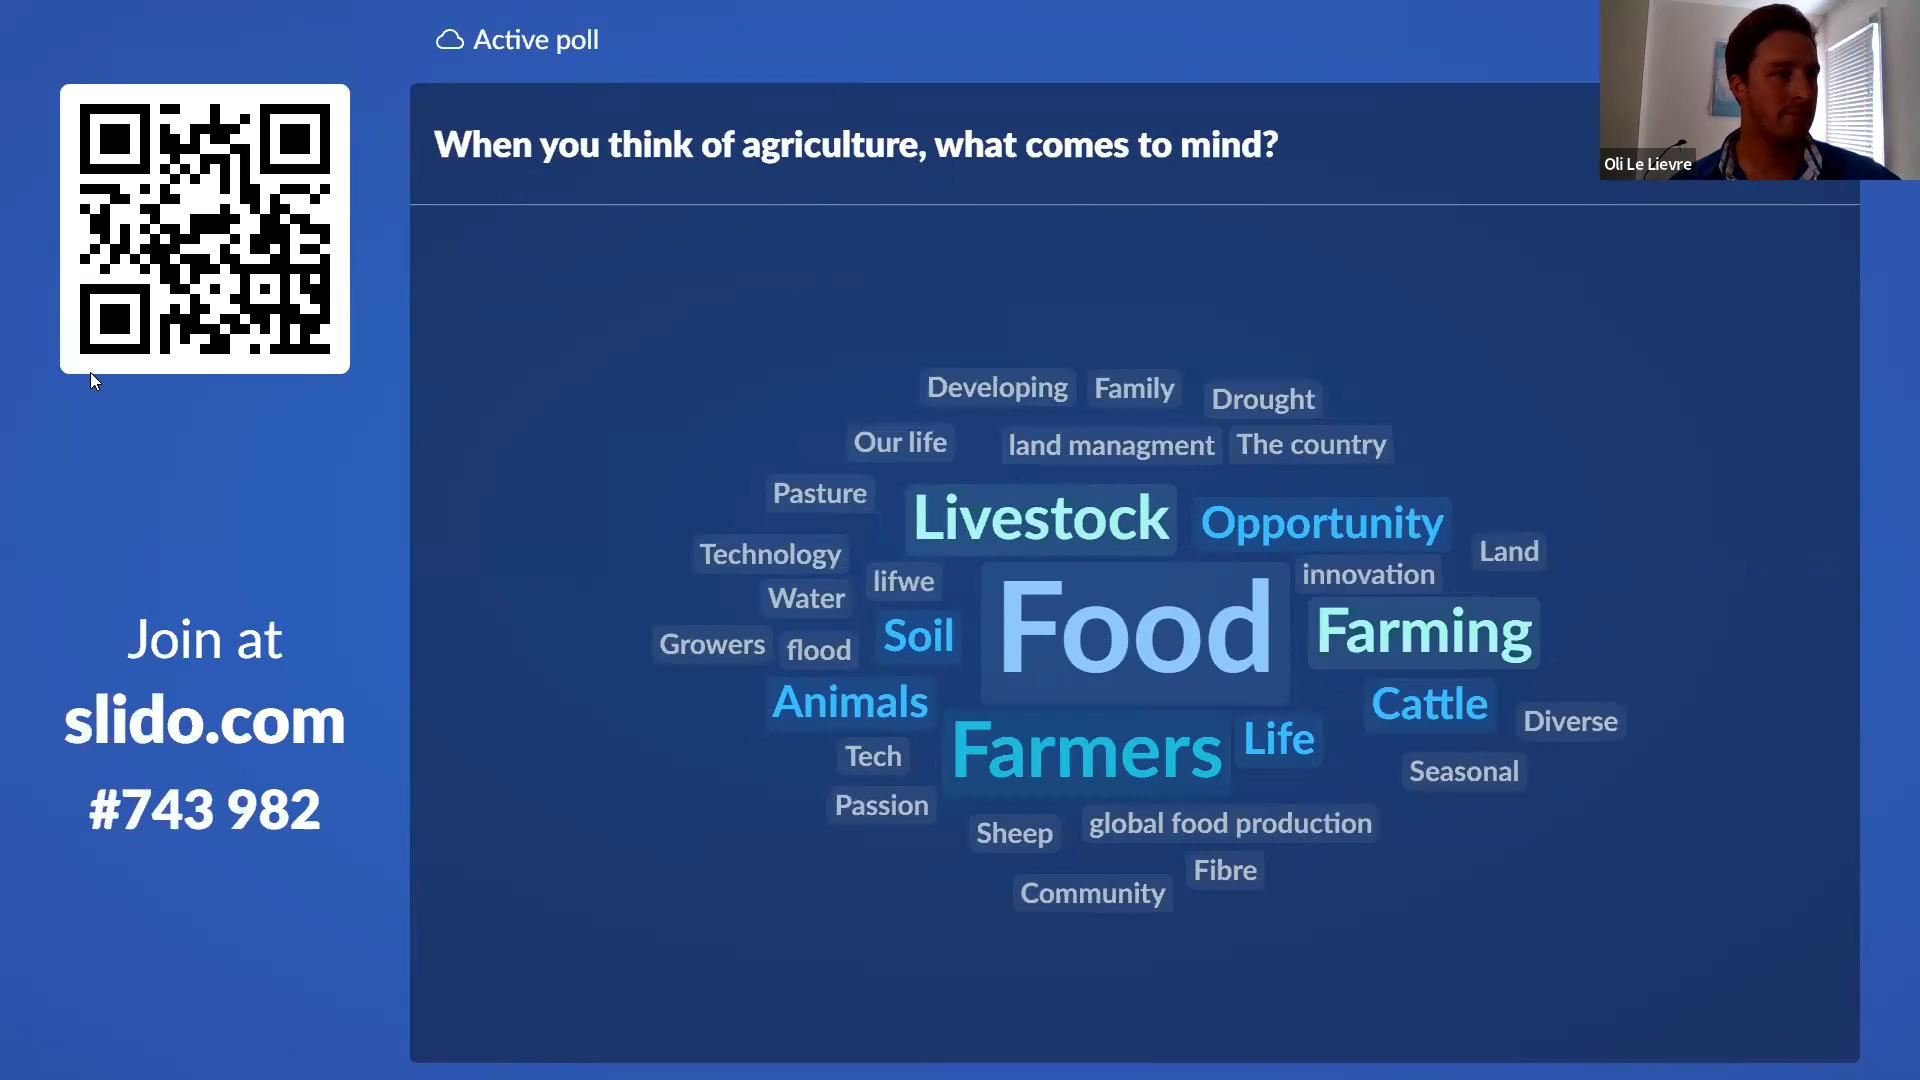 Active poll
When you think of agriculture, what comes to mind?
Oli Le Lievre
Developing
Family
Drought
Our life
land managment
The country
Pasture
Livestock
Opportunity
Technology
lifwe
innovation
Land
Water
Food
Growers
flood
Soil
Farming
Animals
Farmers
Life
Cattle
Diverse
Tech
Seasonal
Passion
Sheep
global food production
Fibre
Community
Join at
slido.com
#743 982